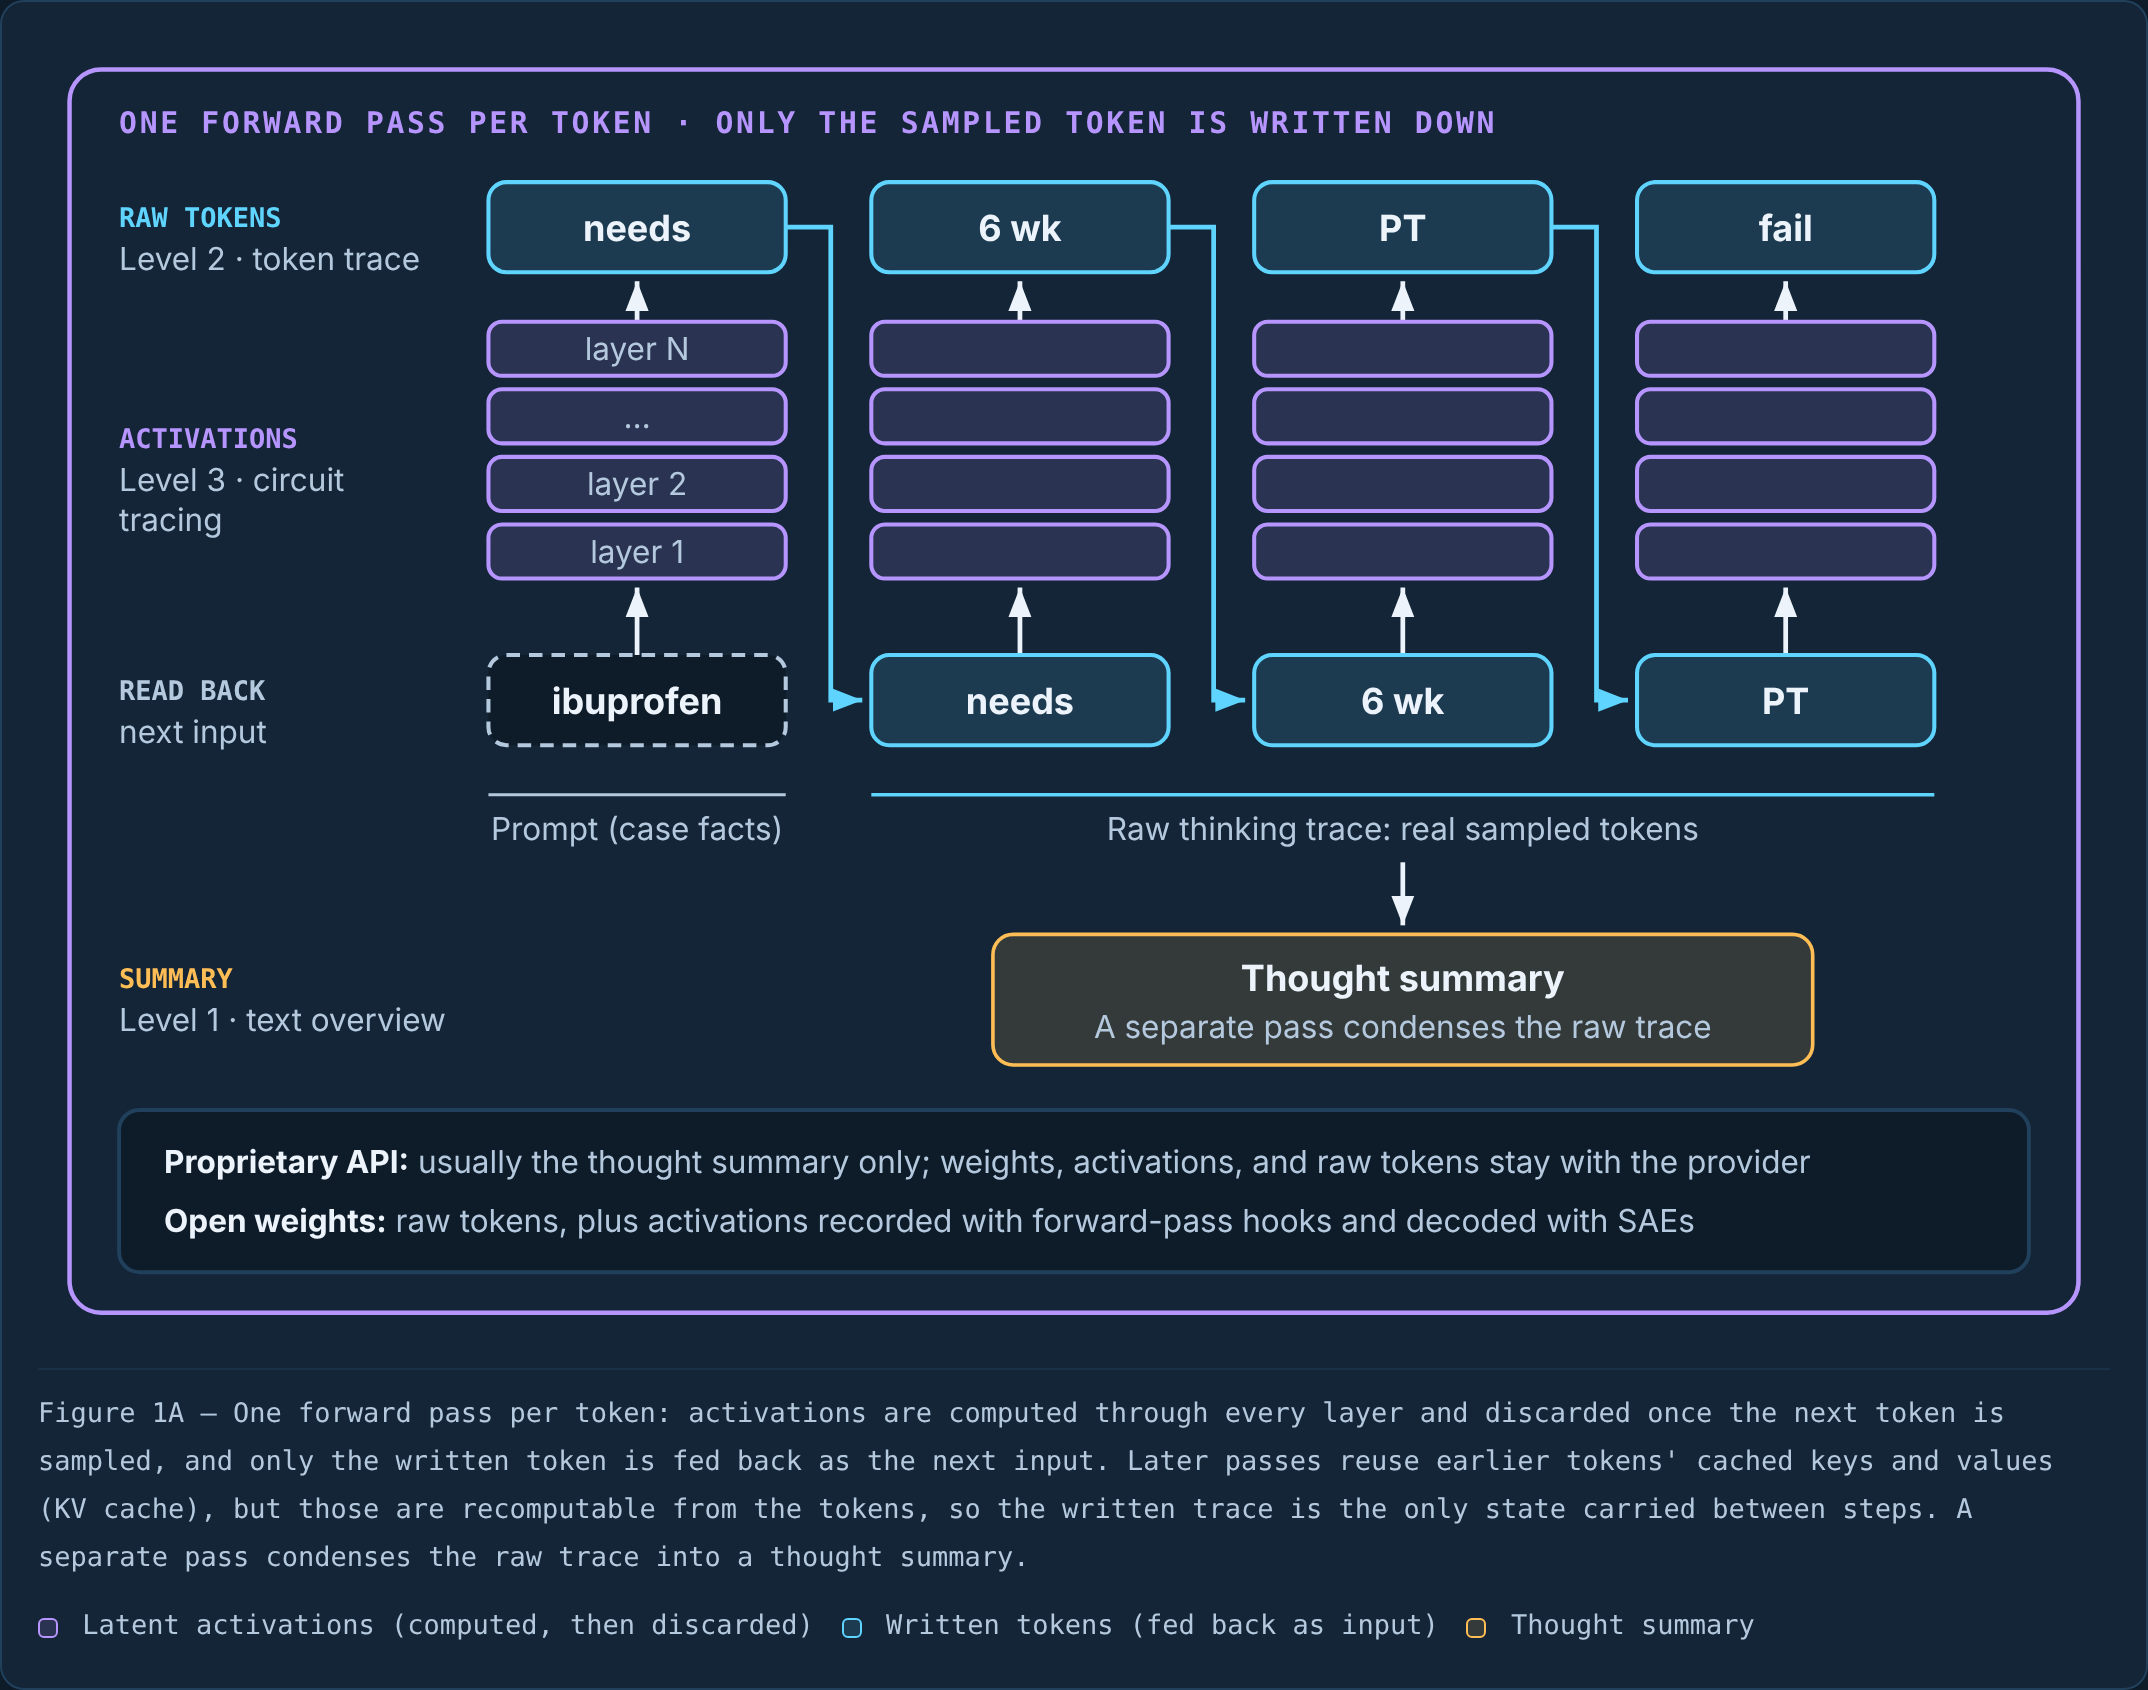 ONE FORWARD PASS PER TOKEN · ONLY THE SAMPLED TOKEN IS WRITTEN DOWN
RAW TOKENS
Level 2 · token trace
needs
6 wk
PT
fail
ACTIVATIONS
Level 3 · circuit
tracing
layer N
...
layer 2
layer 1
READ BACK
next input
ibuprofen
needs
6 wk
PT
Prompt (case facts)
Raw thinking trace: real sampled tokens
SUMMARY
Level 1 · text overview
Thought summary
A separate pass condenses the raw trace
Proprietary API: usually the thought summary only; weights, activations, and raw tokens stay with the provider
Open weights: raw tokens, plus activations recorded with forward-pass hooks and decoded with SAEs
Figure 1A — One forward pass per token: activations are computed through every layer and discarded once the next token is
sampled, and only the written token is fed back as the next input. Later passes reuse earlier tokens' cached keys and values
(KV cache), but those are recomputable from the tokens, so the written trace is the only state carried between steps. A
separate pass condenses the raw trace into a thought summary.
Latent activations (computed, then discarded) Written tokens (fed back as input) Thought summary